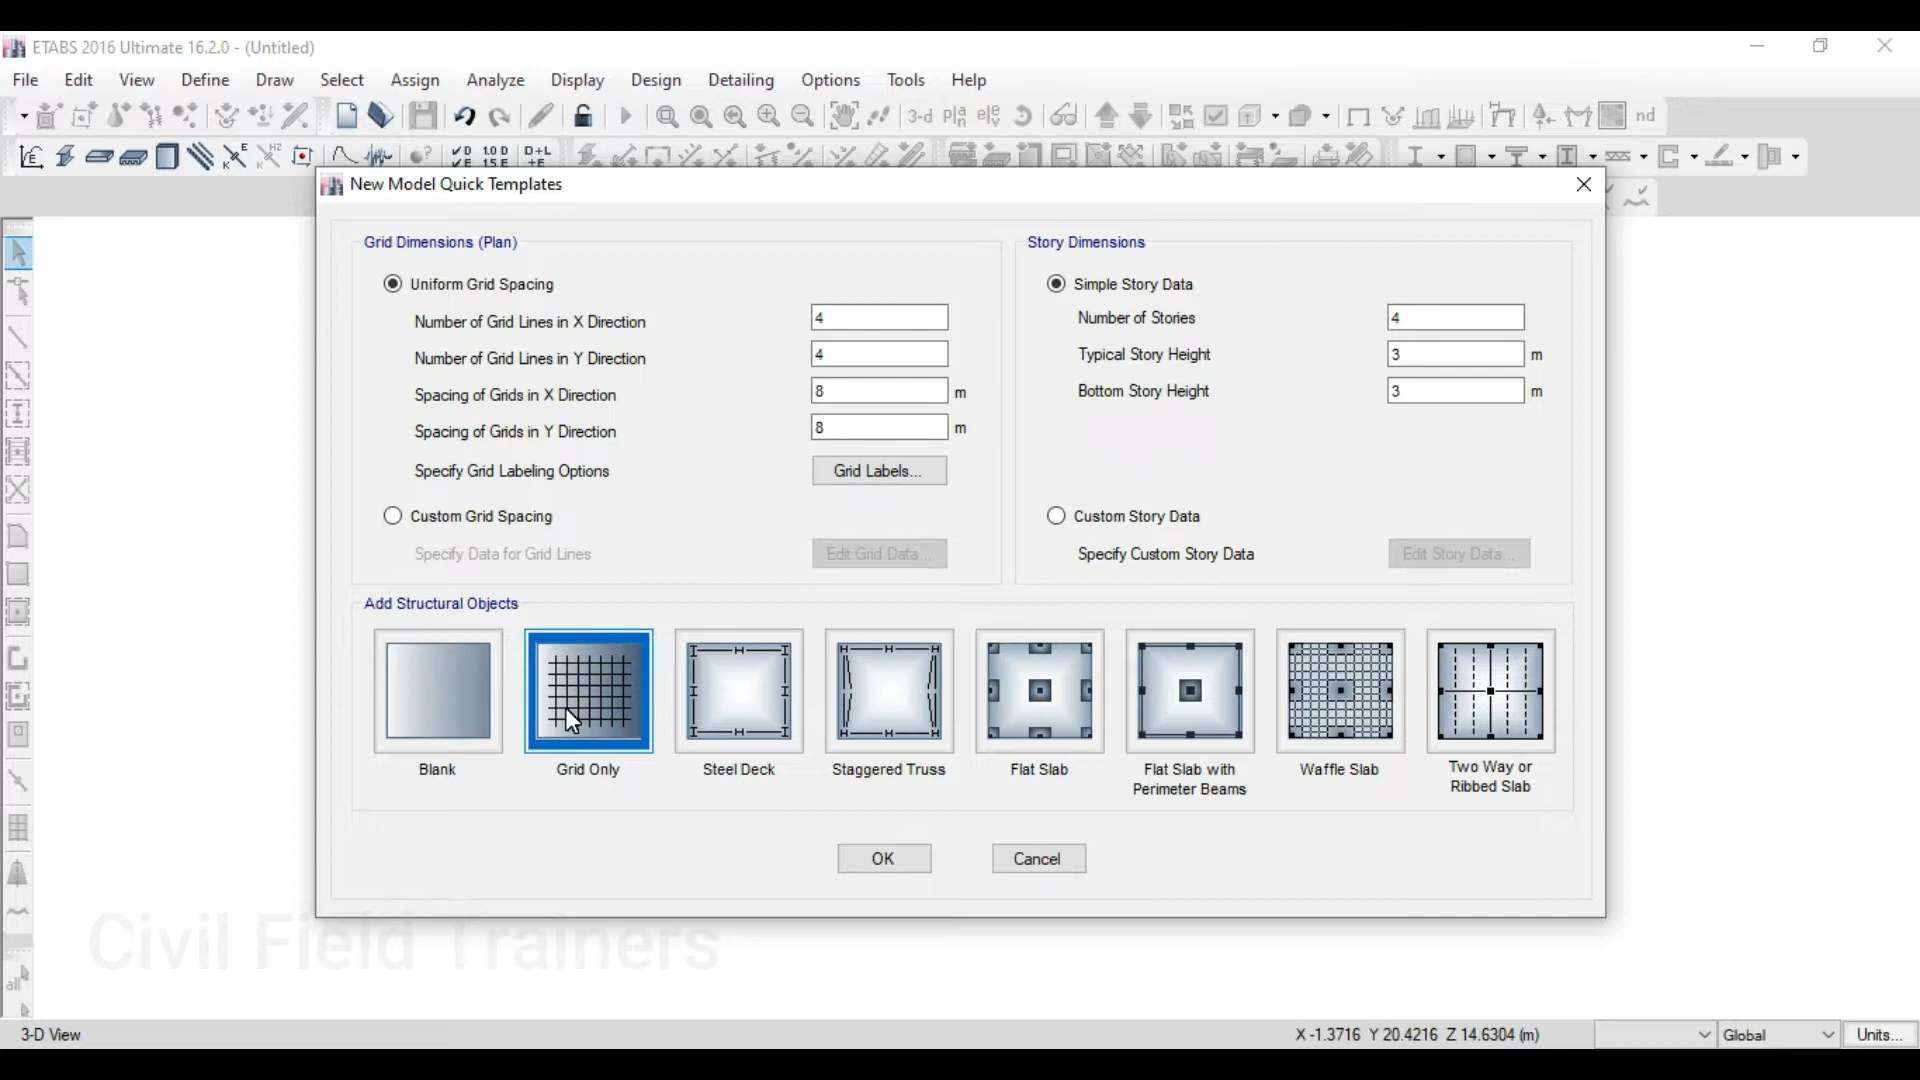 ETABS 2016 Ultimate 16.2.0 - (Untitled)
File Edit View Define Draw Select Assign Analyze Display Design Detailing Options Tools Help
3-d pla ele nd
New Model Quick Templates
Grid Dimensions (Plan)
Uniform Grid Spacing
Number of Grid Lines in X Direction 4
Number of Grid Lines in Y Direction 4
Spacing of Grids in X Direction 8 m
Spacing of Grids in Y Direction 8 m
Specify Grid Labeling Options Grid Labels...
Custom Grid Spacing
Specify Data for Grid Lines Edit Grid Data...
Story Dimensions
Simple Story Data
Number of Stories 4
Typical Story Height 3 m
Bottom Story Height 3 m
Custom Story Data
Specify Custom Story Data Edit Story Data...
Add Structural Objects
Blank
Grid Only
Steel Deck
Staggered Truss
Flat Slab
Flat Slab with
Perimeter Beams
Waffle Slab
Two Way or
Ribbed Slab
OK Cancel
Civil Field Trainers
all
3-D View X -1.3716 Y 20.4216 Z 14.6304 (m) Global Units...